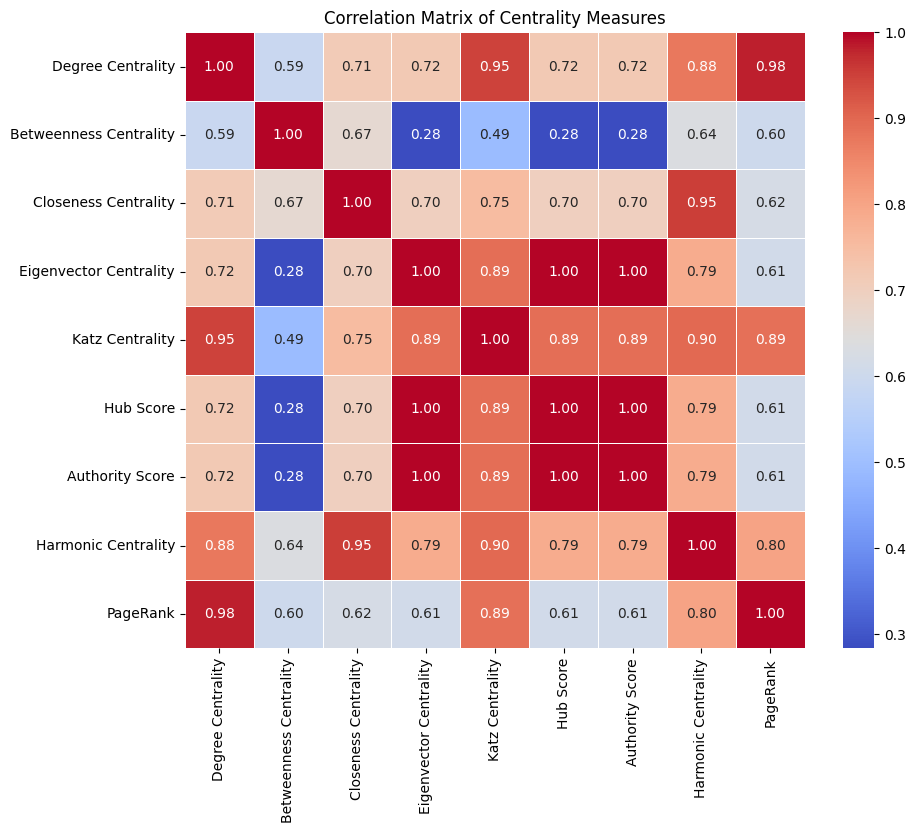 Correlation Matrix of Centrality Measures
Degree Centrality 1.00 0.59 0.71 0.72 0.95 0.72 0.72 0.88 0.98
Betweenness Centrality 0.59 1.00 0.67 0.28 0.49 0.28 0.28 0.64 0.60
Closeness Centrality 0.71 0.67 1.00 0.70 0.75 0.70 0.70 0.95 0.62
Eigenvector Centrality 0.72 0.28 0.70 1.00 0.89 1.00 1.00 0.79 0.61
Katz Centrality 0.95 0.49 0.75 0.89 1.00 0.89 0.89 0.90 0.89
Hub Score 0.72 0.28 0.70 1.00 0.89 1.00 1.00 0.79 0.61
Authority Score 0.72 0.28 0.70 1.00 0.89 1.00 1.00 0.79 0.61
Harmonic Centrality 0.88 0.64 0.95 0.79 0.90 0.79 0.79 1.00 0.80
PageRank 0.98 0.60 0.62 0.61 0.89 0.61 0.61 0.80 1.00
Degree Centrality
Betweenness Centrality
Closeness Centrality
Eigenvector Centrality
Katz Centrality
Hub Score
Authority Score
Harmonic Centrality
PageRank
1.0
0.9
0.8
0.7
0.6
0.5
0.4
0.3